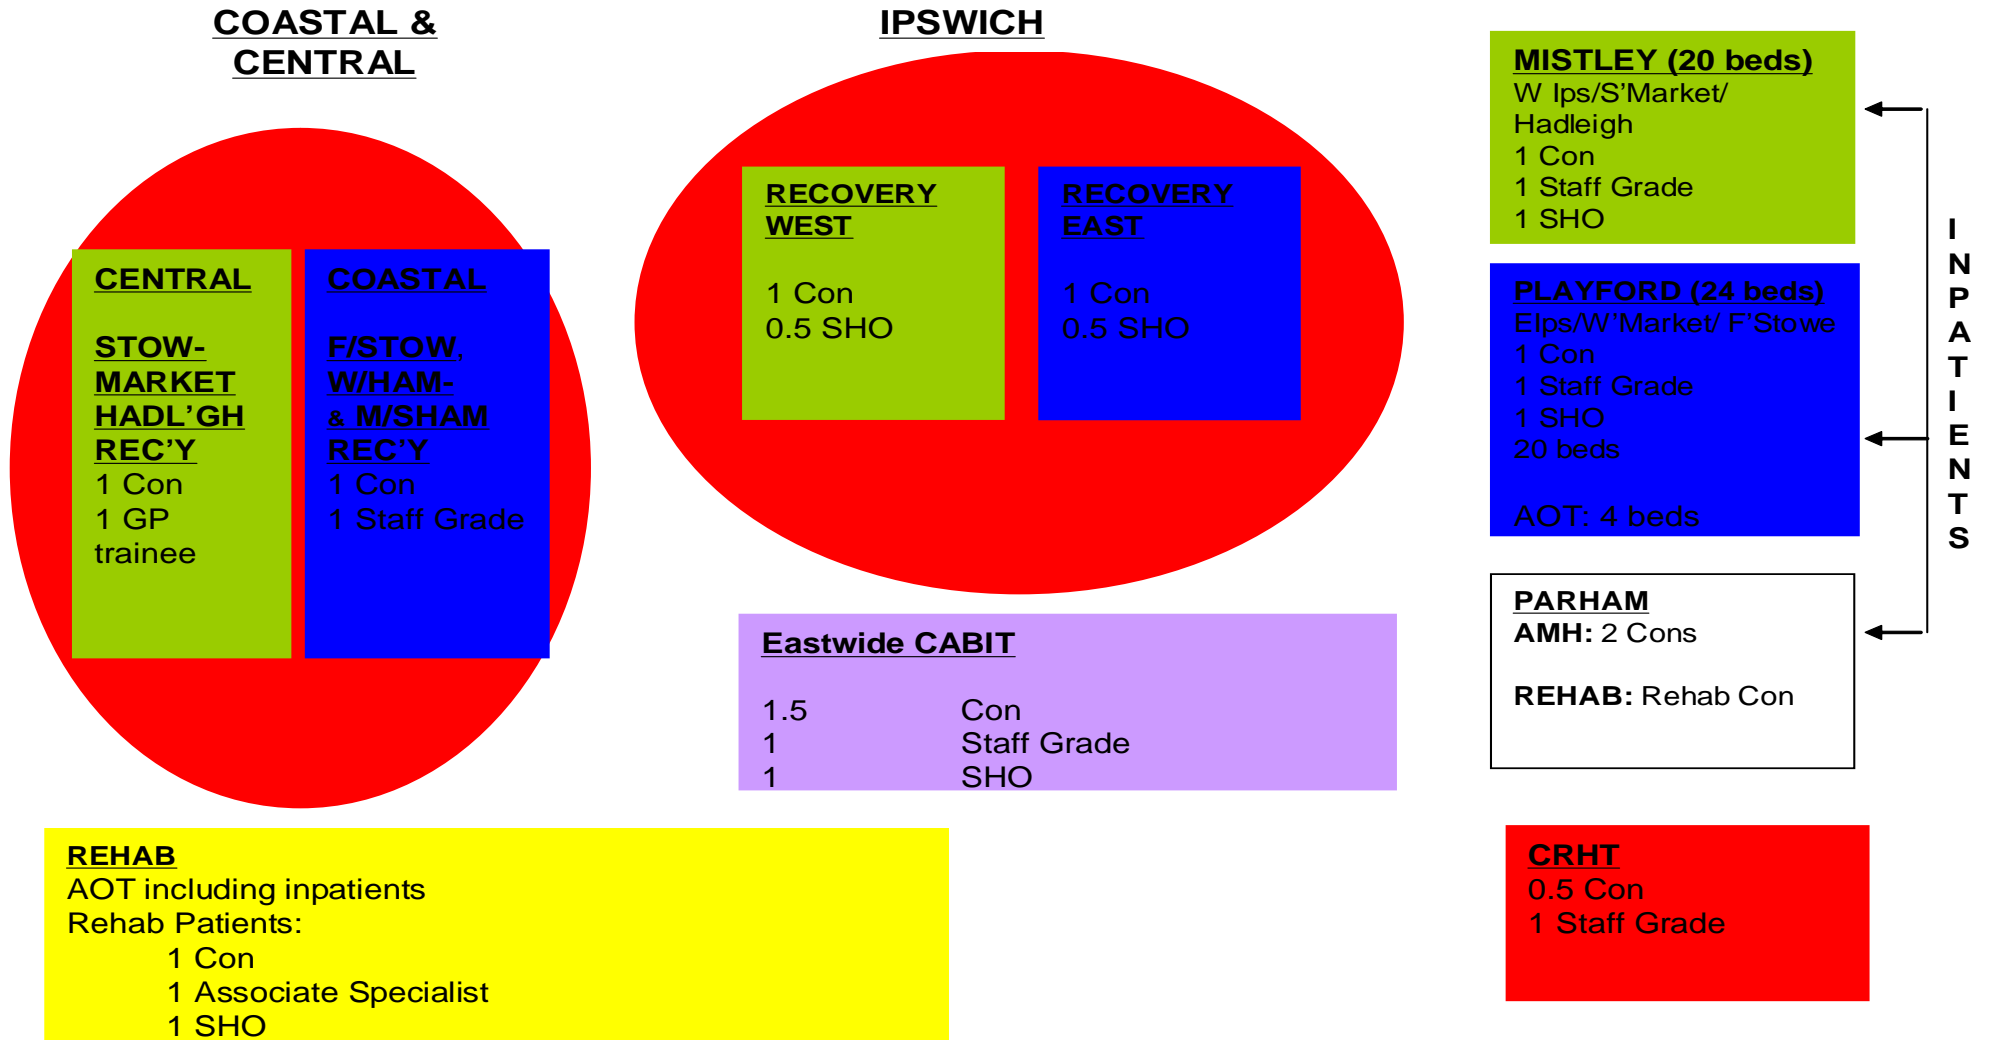 COASTAL &
CENTRAL
CENTRAL
STOW-
MARKET
HADL'GH
REC'Y
1 Con
1 GP
trainee
COASTAL
F/STOW,
W/HAM-
& M/SHAM
REC'Y
1 Con
1 Staff Grade
IPSWICH
RECOVERY
WEST
1 Con
0.5 SHO
RECOVERY
EAST
1 Con
0.5 SHO
Eastwide CABIT
1.5 Con
1 Staff Grade
1 SHO
REHAB
AOT including inpatients
Rehab Patients:
1 Con
1 Associate Specialist
1 SHO
MISTLEY (20 beds)
W Ips/S'Market/
Hadleigh
1 Con
1 Staff Grade
1 SHO
PLAYFORD (24 beds)
EIps/W'Market/ F'Stowe
1 Con
1 Staff Grade
1 SHO
20 beds
AOT: 4 beds
PARHAM
AMH: 2 Cons
REHAB: Rehab Con
CRHT
0.5 Con
1 Staff Grade
INPATIENTS